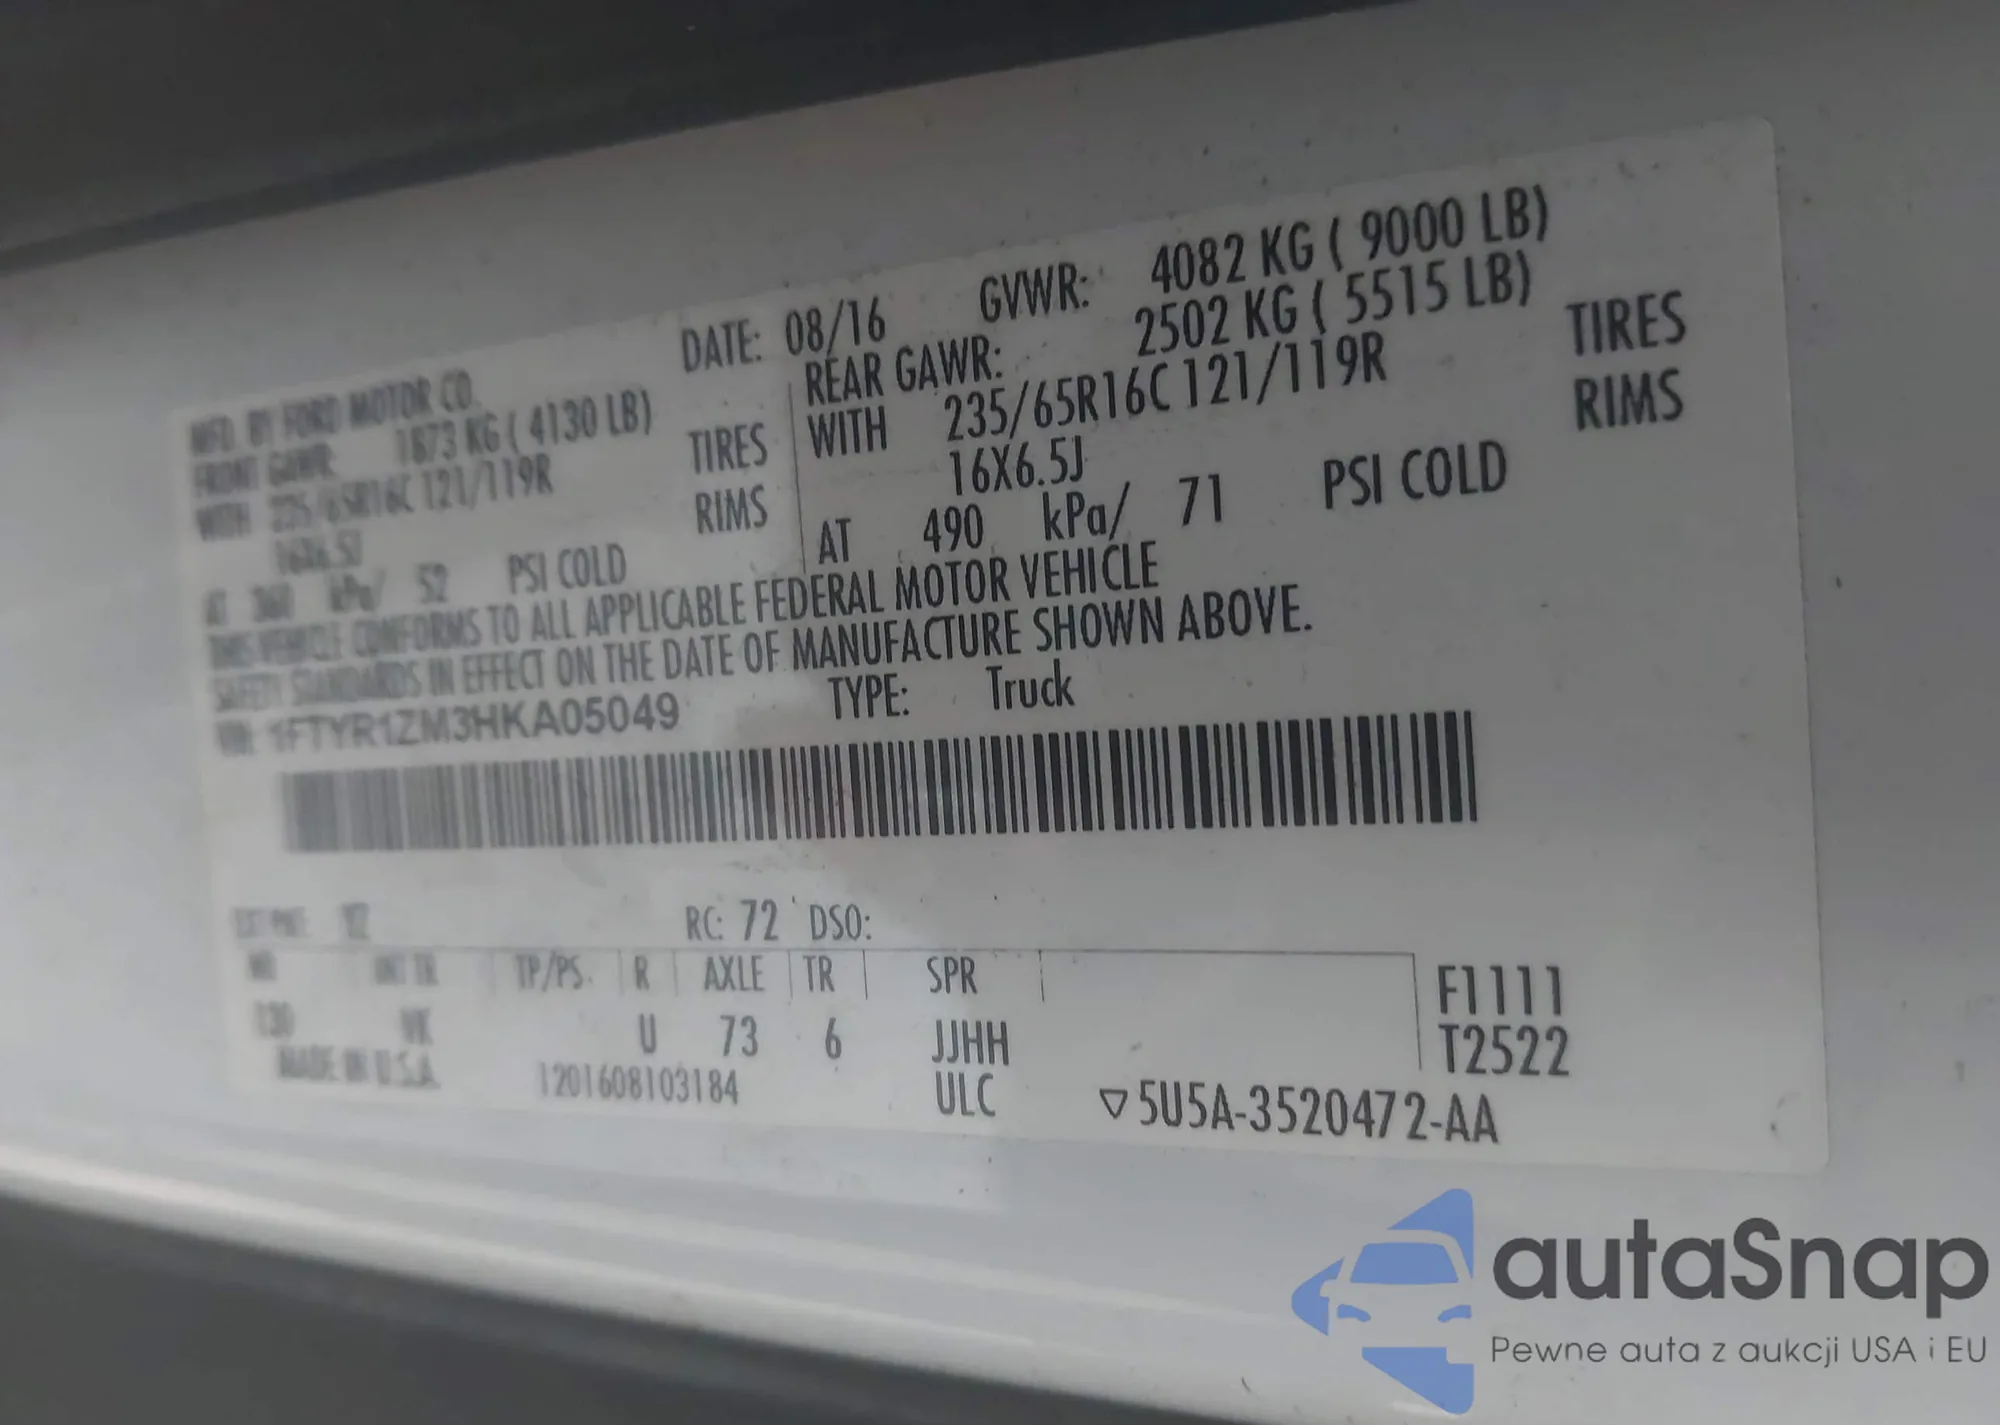 MFD. BY FORD MOTOR CO. DATE: 08/16 GVWR: 4082 KG ( 9000 LB)
FRONT GAWR: 1873 KG ( 4130 LB) REAR GAWR: 2502 KG ( 5515 LB)
WITH 235/65R16C 121/119R TIRES WITH 235/65R16C 121/119R TIRES
16X6.5J RIMS 16X6.5J RIMS
AT kPa/ 52 PSI COLD AT 490 kPa/ 71 PSI COLD
THIS VEHICLE CONFORMS TO ALL APPLICABLE FEDERAL MOTOR VEHICLE
SAFETY STANDARDS IN EFFECT ON THE DATE OF MANUFACTURE SHOWN ABOVE.
VIN: 1FTYR1ZM3HKA05049 TYPE: Truck
EXT PNT: RC: 72 DSO:
WB TP/PS R AXLE TR SPR F1111
130 VK U 73 6 JJHH T2522
MADE IN U.S.A. 1201608103184 ULC ▽5U5A-3520472-AA
autaSnap
Pewne auta z aukcji USA i EU